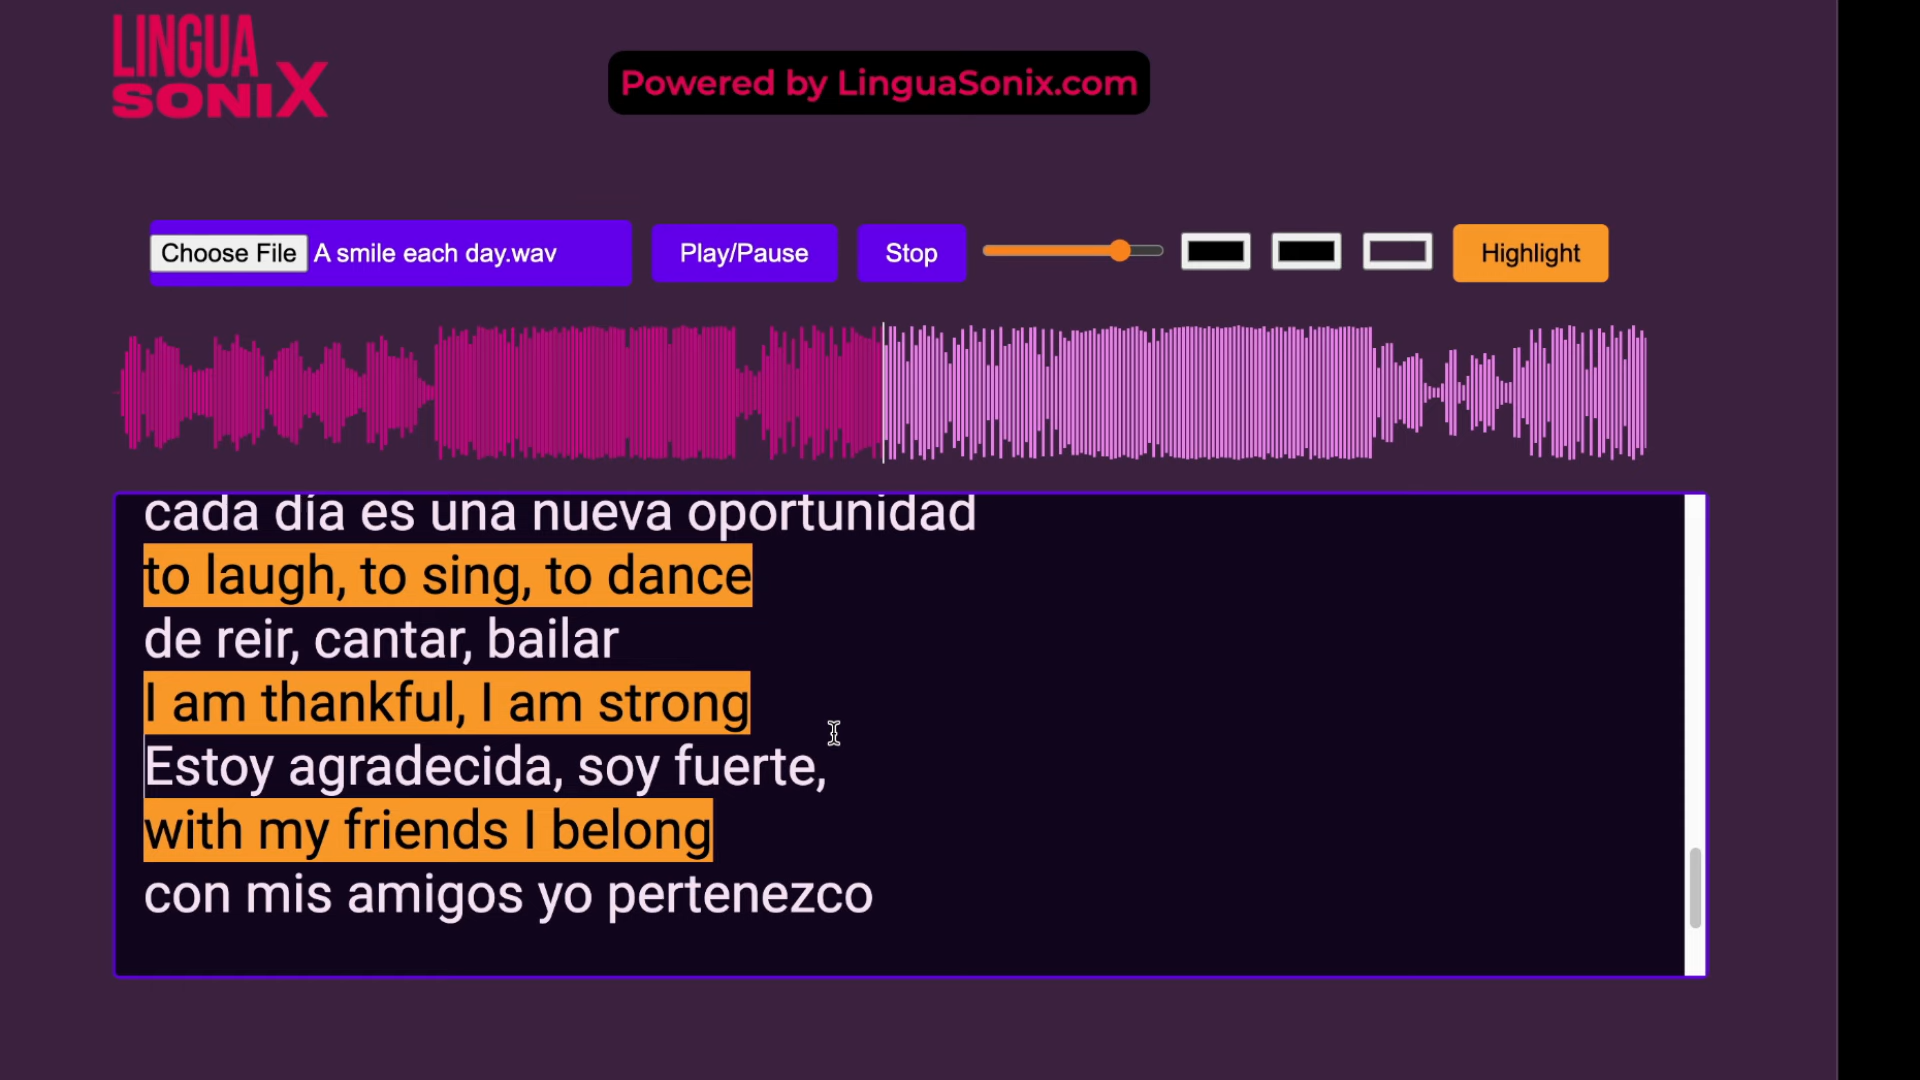 LINGUA
SONIX
Powered by LinguaSonix.com
Choose File A smile each day.wav
Play/Pause
Stop
Highlight
cada día es una nueva oportunidad
to laugh, to sing, to dance
de reir, cantar, bailar
I am thankful, I am strong
Estoy agradecida, soy fuerte,
with my friends I belong
con mis amigos yo pertenezco